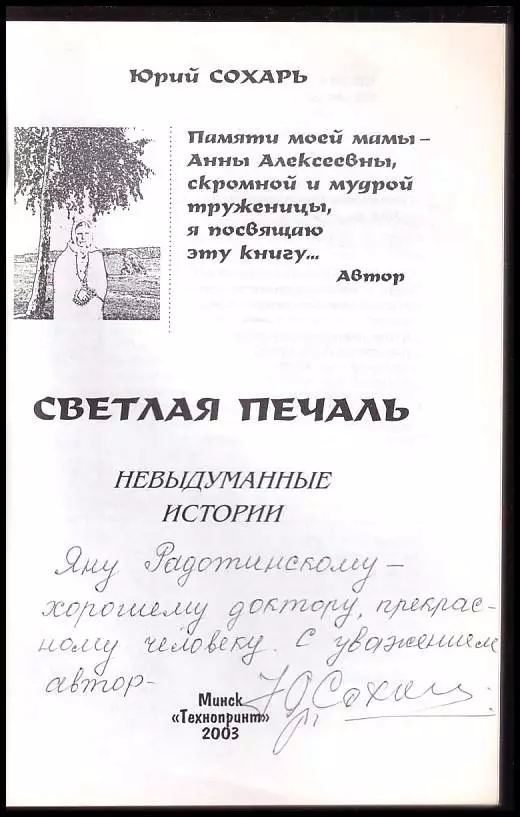 Юрий СОХАРЬ
Памяти моей мамы –
Анны Алексеевны,
скромной и мудрой
труженицы,
я посвящаю
эту книгу...
Автор
СВЕТЛАЯ ПЕЧАЛЬ
НЕВЫДУМАННЫЕ
ИСТОРИИ
Яну Радотинскому –
хорошему доктору, прекрас-
ному человеку. С уважением
автор-
Ю. Сохарь
Минск
«Технопринт»
2003